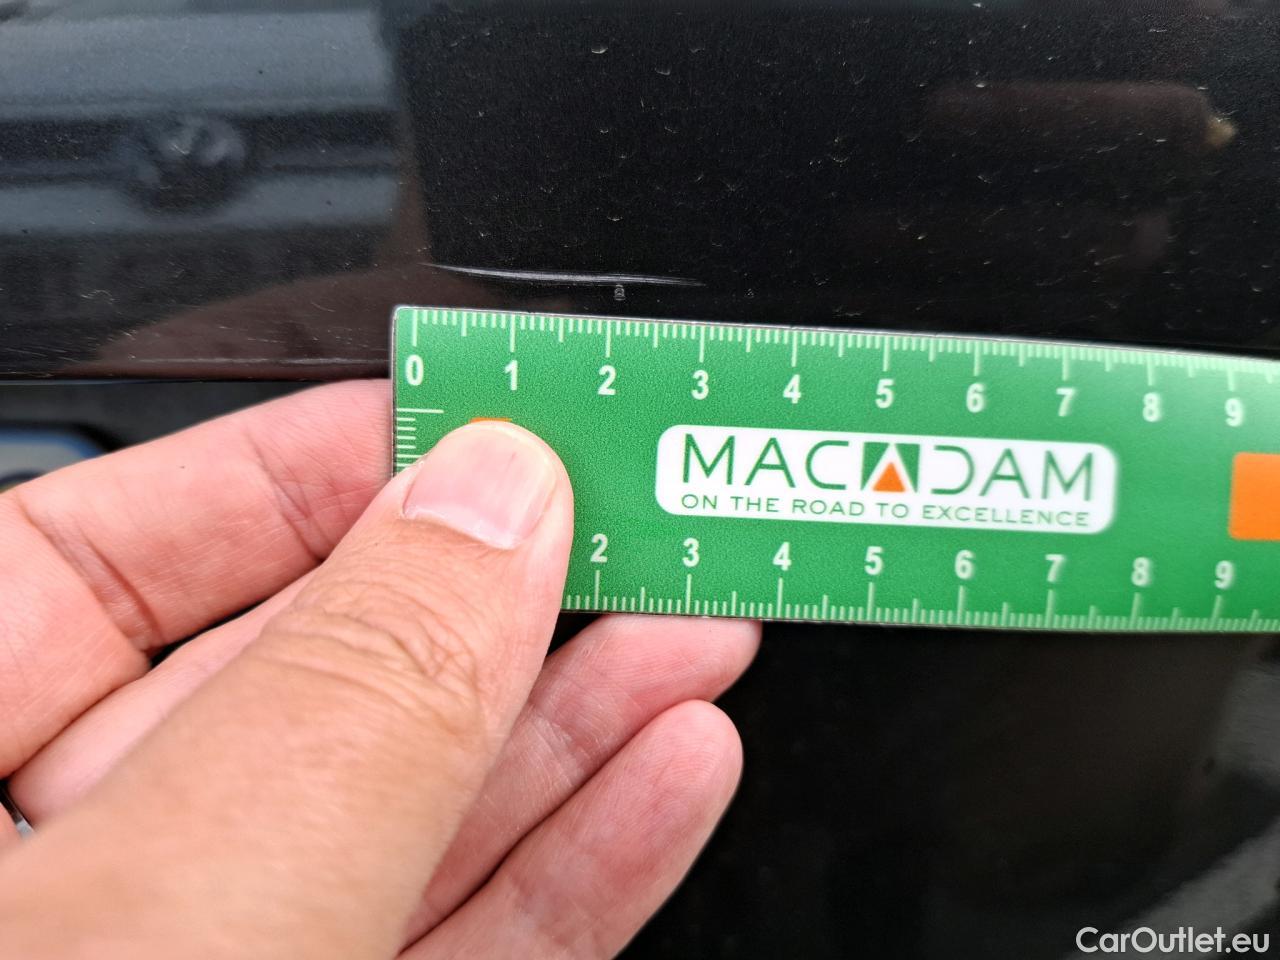 0 1 2 3 4 5 6 7 8 9
MACADAM
ON THE ROAD TO EXCELLENCE
2 3 4 5 6 7 8 9
CarOutlet.eu